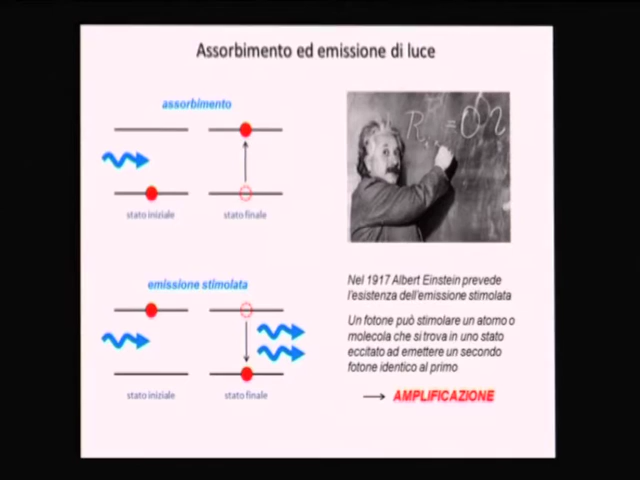 Assorbimento ed emissione di luce
assorbimento
stato iniziale
stato finale
emissione stimolata
stato iniziale
stato finale
Nel 1917 Albert Einstein prevede
l'esistenza dell'emissione stimolata
Un fotone può stimolare un atomo o
molecola che si trova in uno stato
eccitato ad emettere un secondo
fotone identico al primo
AMPLIFICAZIONE